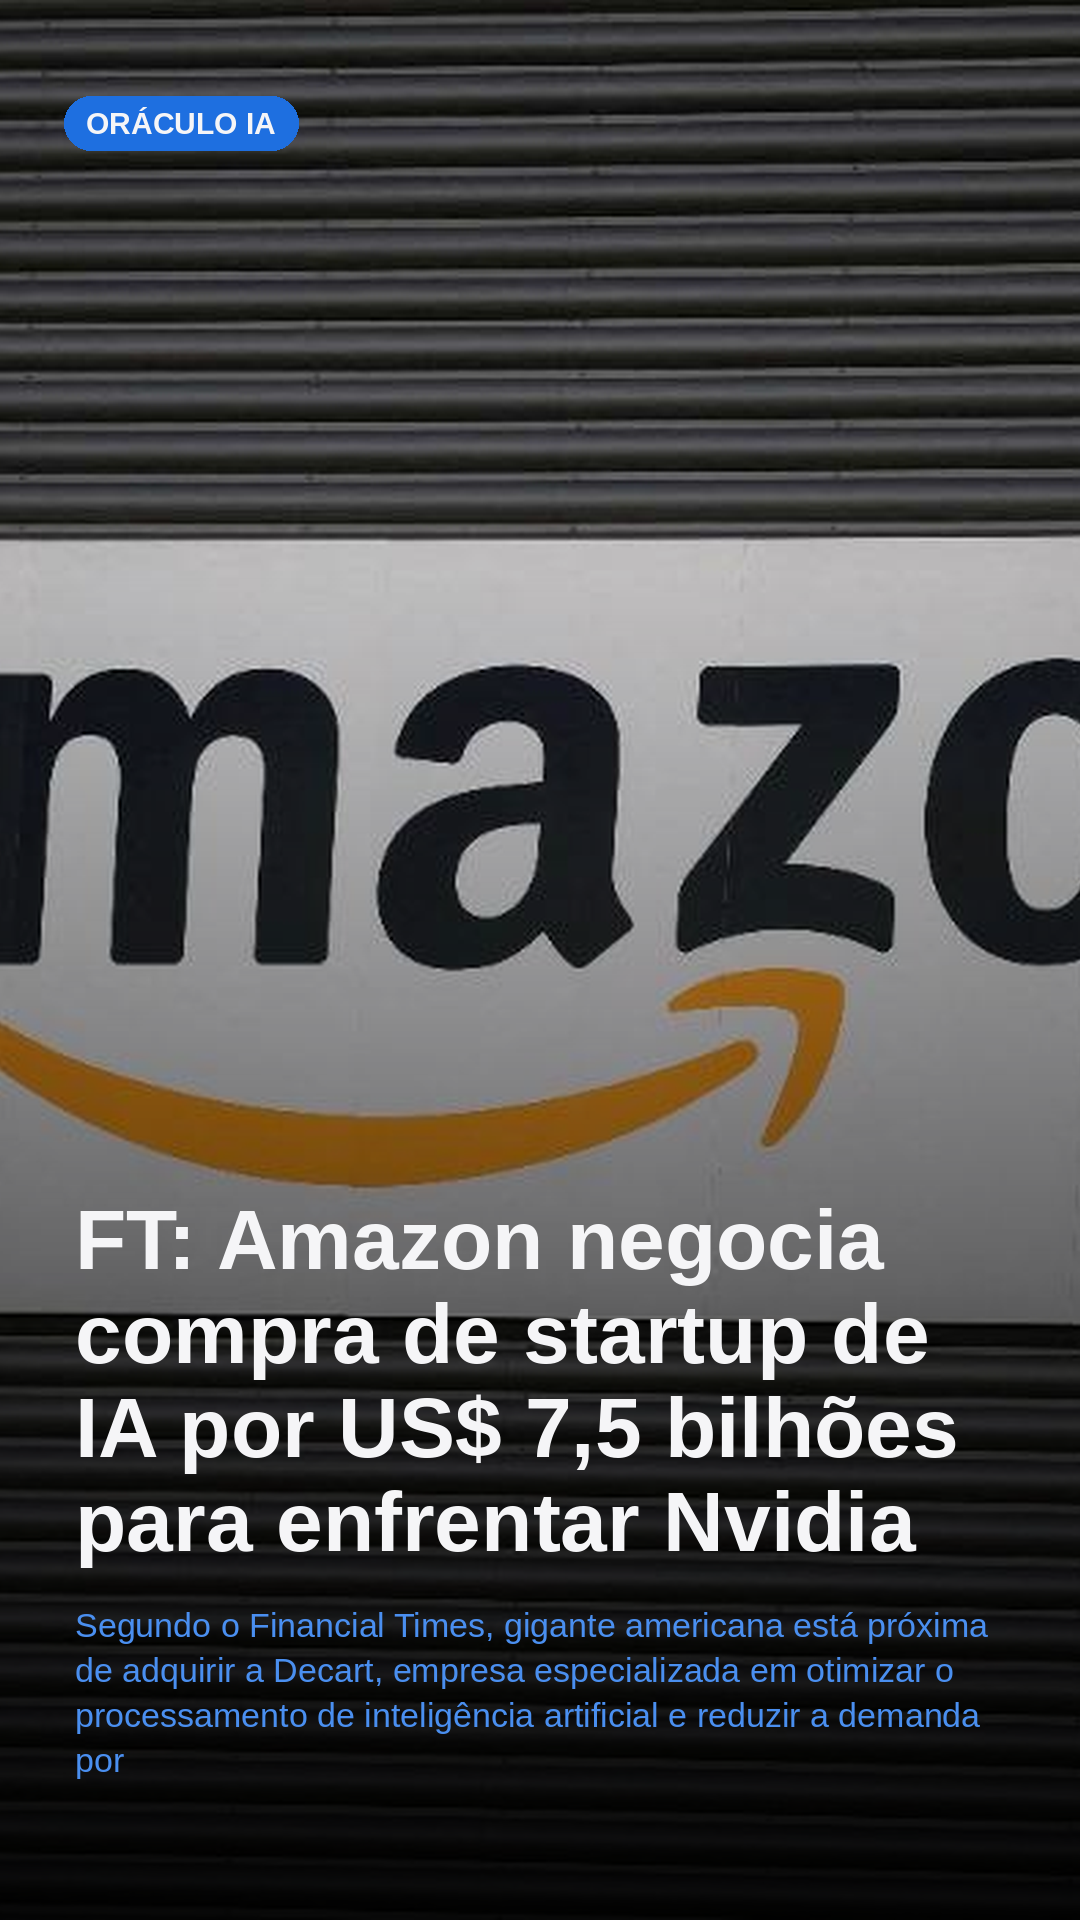 ORÁCULO IA
mazo
FT: Amazon negocia
compra de startup de
IA por US$ 7,5 bilhões
para enfrentar Nvidia
Segundo o Financial Times, gigante americana está próxima
de adquirir a Decart, empresa especializada em otimizar o
processamento de inteligência artificial e reduzir a demanda
por